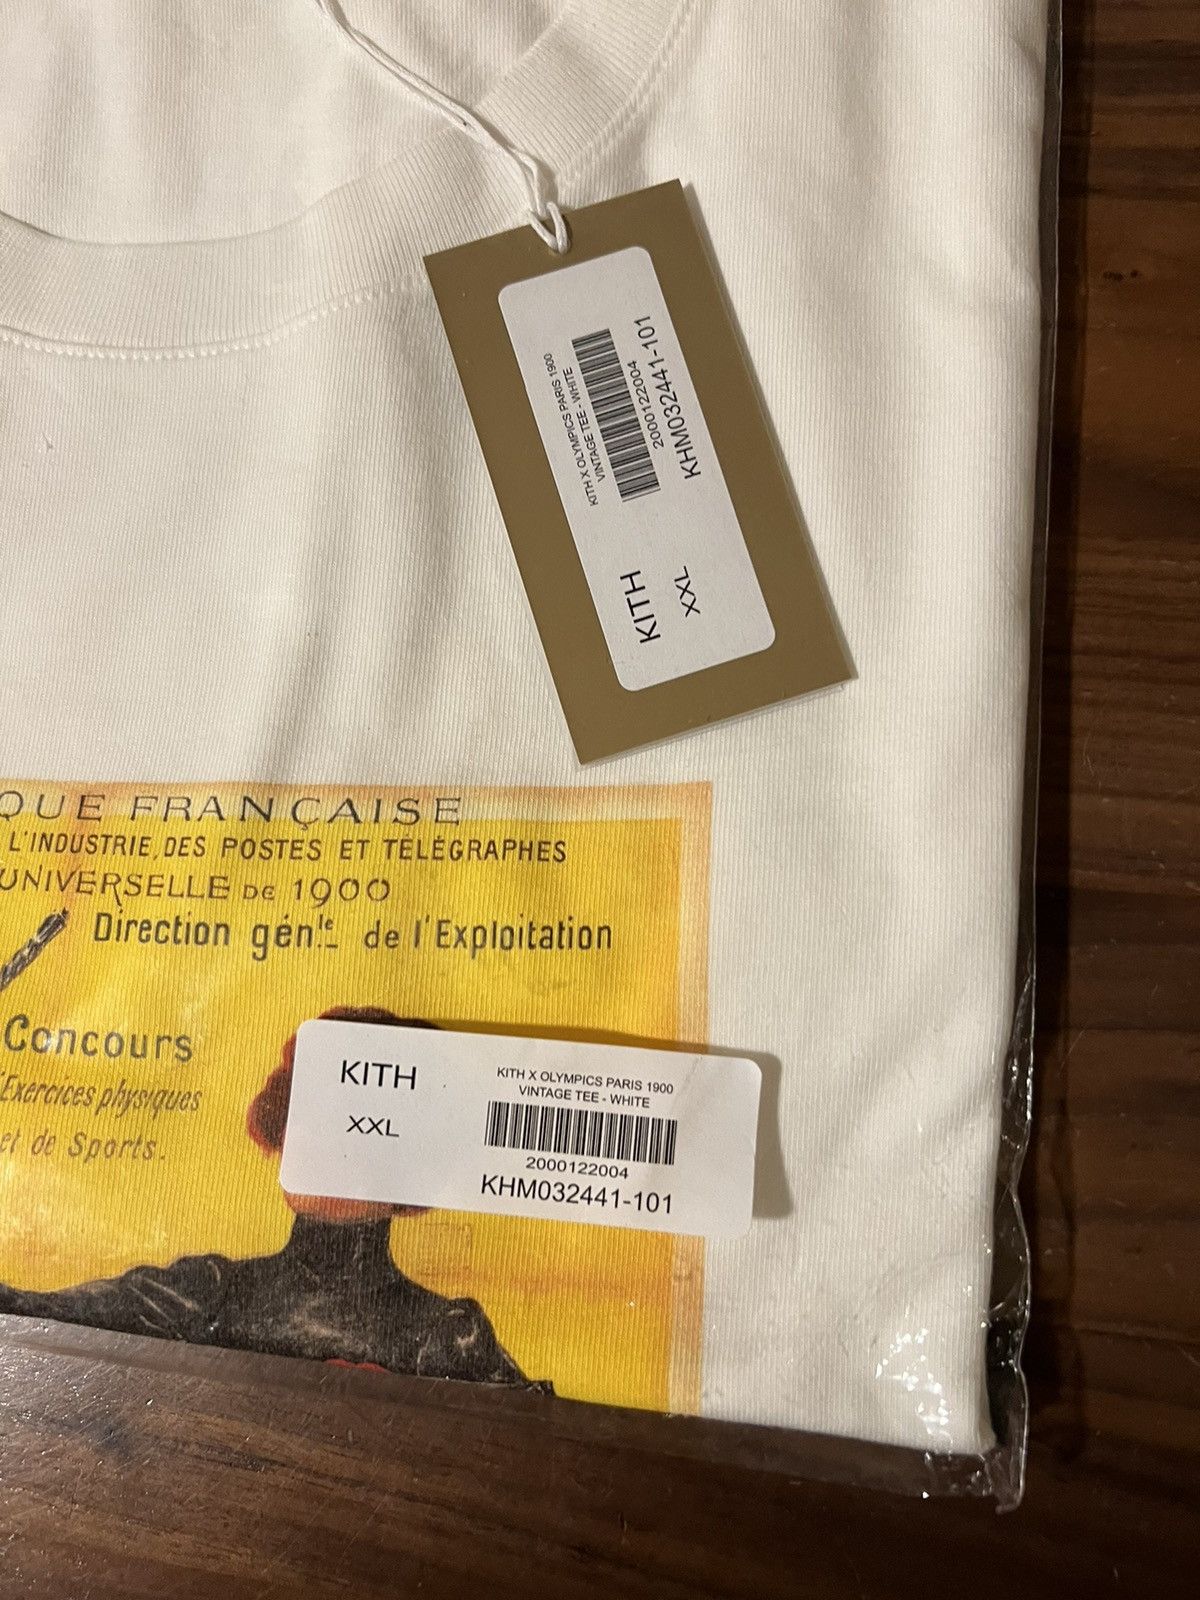 KITH X OLYMPICS PARIS 1900
VINTAGE TEE - WHITE
2000122004
KHM032441-101
KITH
XXL
QUE FRANÇAISE
L'INDUSTRIE, DES POSTES ET TÉLÉGRAPHES
UNIVERSELLE DE 1900
Direction gén.le de l'Exploitation
Concours
Exercices physiques
et de Sports.
KITH
XXL
KITH X OLYMPICS PARIS 1900
VINTAGE TEE - WHITE
2000122004
KHM032441-101